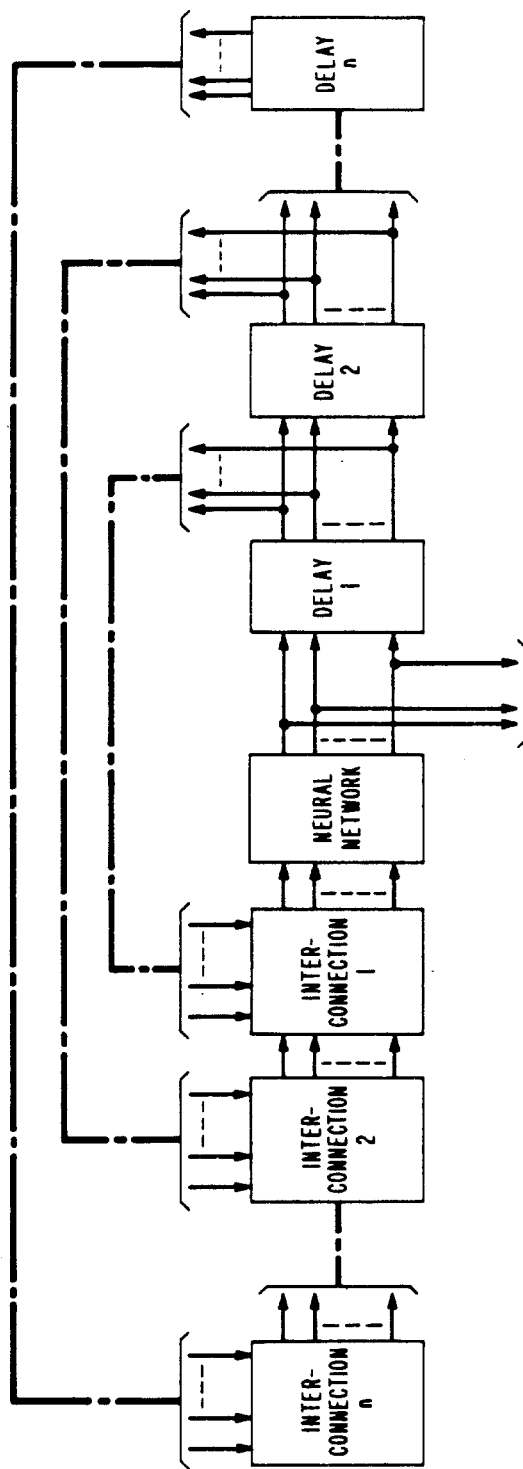 INTER-
CONNECTION
n
INTER-
CONNECTION
2
INTER-
CONNECTION
1
NEURAL
NETWORK
DELAY
1
DELAY
2
DELAY
n